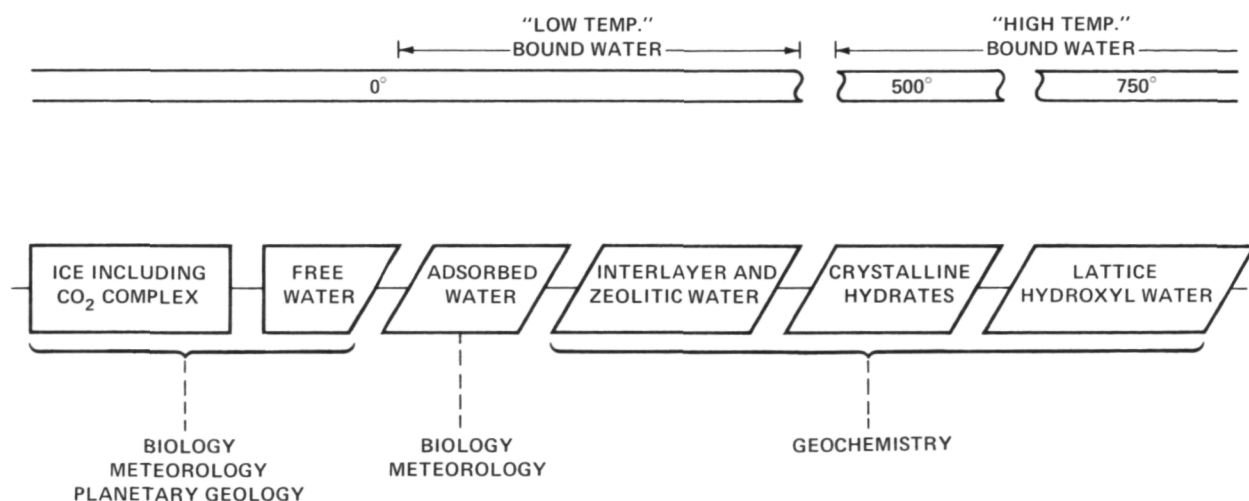 "LOW TEMP."
BOUND WATER
"HIGH TEMP."
BOUND WATER
0°
500°
750°
ICE INCLUDING
CO₂ COMPLEX
FREE
WATER
ADSORBED
WATER
INTERLAYER AND
ZEOLITIC WATER
CRYSTALLINE
HYDRATES
LATTICE
HYDROXYL WATER
BIOLOGY
METEOROLOGY
PLANETARY GEOLOGY
BIOLOGY
METEOROLOGY
GEOCHEMISTRY